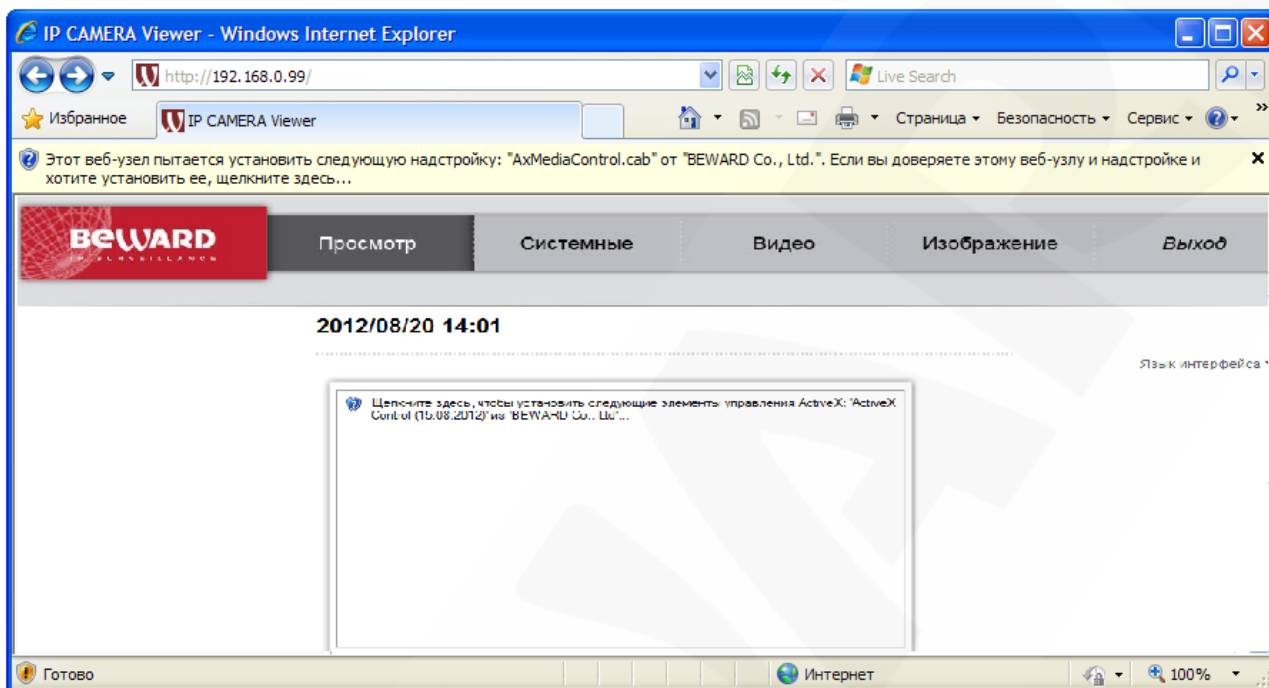 IP CAMERA Viewer - Windows Internet Explorer
http://192.168.0.99/
Live Search
Избранное
IP CAMERA Viewer
Страница
Безопасность
Сервис
Этот веб-узел пытается установить следующую надстройку: "AxMediaControl.cab" от "BEWARD Co., Ltd.". Если вы доверяете этому веб-узлу и надстройке и
хотите установить ее, щелкните здесь...
BEWARD
IP SURVEILLANCE
Просмотр
Системные
Видео
Изображение
Выход
2012/08/20 14:01
Язык интерфейса
Щелкните здесь, чтобы установить следующие элементы управления ActiveX: 'ActiveX
Control (15.08.2012)' из 'BEWARD Co., Ltd'...
Готово
Интернет
100%